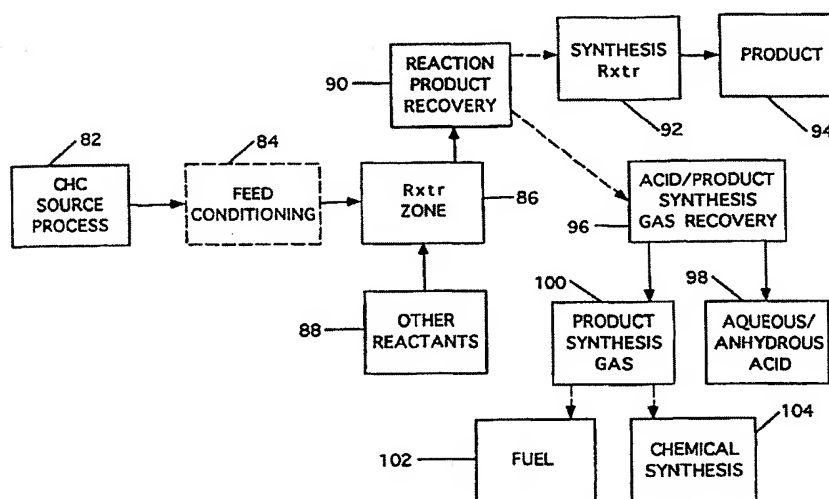 90
REACTION
PRODUCT
RECOVERY
SYNTHESIS
Rxtr
92
PRODUCT
94
82
CHC
SOURCE
PROCESS
84
FEED
CONDITIONING
Rxtr
ZONE
86
88
OTHER
REACTANTS
96
ACID/PRODUCT
SYNTHESIS
GAS RECOVERY
100
PRODUCT
SYNTHESIS
GAS
98
AQUEOUS/
ANHYDROUS
ACID
102
FUEL
104
CHEMICAL
SYNTHESIS